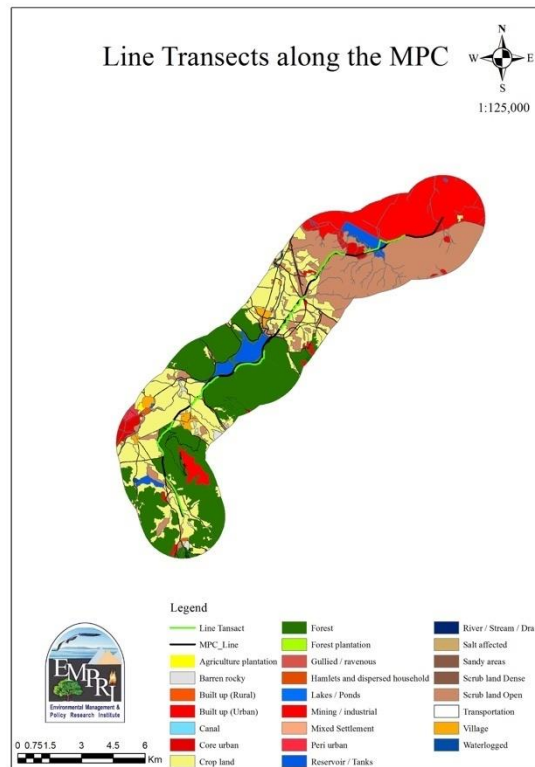 Line Transects along the MPC
N
W E
S
1:125,000
Legend
Line Tansact
MPC_Line
Agriculture plantation
Barren rocky
Built up (Rural)
Built up (Urban)
Canal
Core urban
Crop land
Forest
Forest plantation
Gullied / ravenous
Hamlets and dispersed household
Lakes / Ponds
Mining / industrial
Mixed Settlement
Peri urban
Reservoir / Tanks
River / Stream / Dra
Salt affected
Sandy areas
Scrub land Dense
Scrub land Open
Transportation
Village
Waterlogged
EMPRI
Environmental Management &
Policy Research Institute
0 0.751.5 3 4.5 6
Km